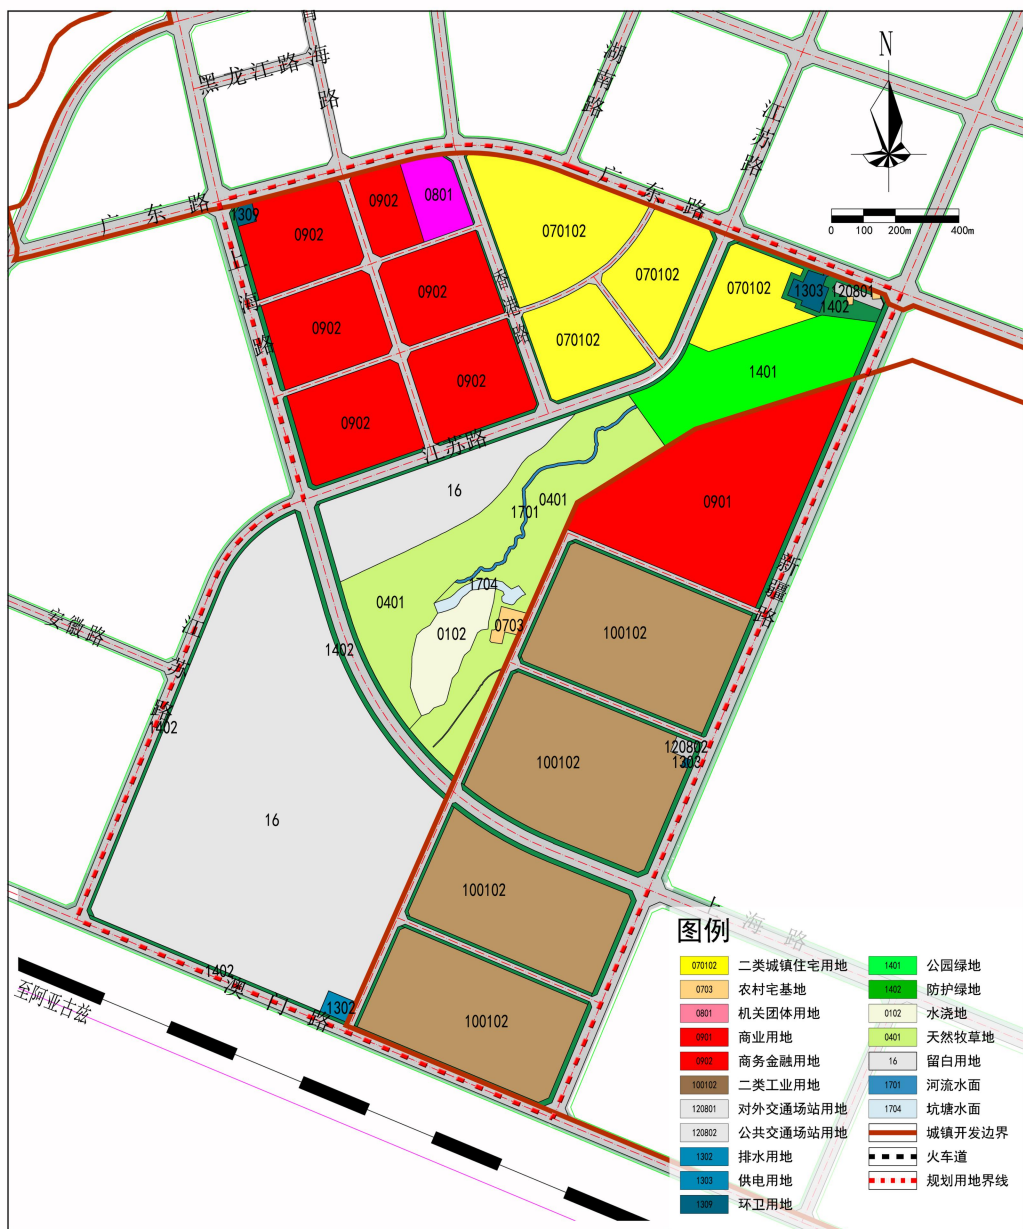 N
黑龙江路
海路
湖南路
江苏路
广东路
广东路
0 100 200m 400m
1309
0902
0902
0801
070102
070102
070102
1303
120801
1402
上海路
0902
0902
香港路
070102
1401
0902
0902
江苏路
16
0401
1701
0901
新疆路
0401
1704
0102
0703
100102
安徽路
江苏路
1402
1402
120802
1303
100102
16
100102
上海路
1402
澳门路
1302
100102
至阿亚古兹
图例
070102 二类城镇住宅用地
0703 农村宅基地
0801 机关团体用地
0901 商业用地
0902 商务金融用地
100102 二类工业用地
120801 对外交通场站用地
120802 公共交通场站用地
1302 排水用地
1303 供电用地
1309 环卫用地
1401 公园绿地
1402 防护绿地
0102 水浇地
0401 天然牧草地
16 留白用地
1701 河流水面
1704 坑塘水面
城镇开发边界
火车道
规划用地界线